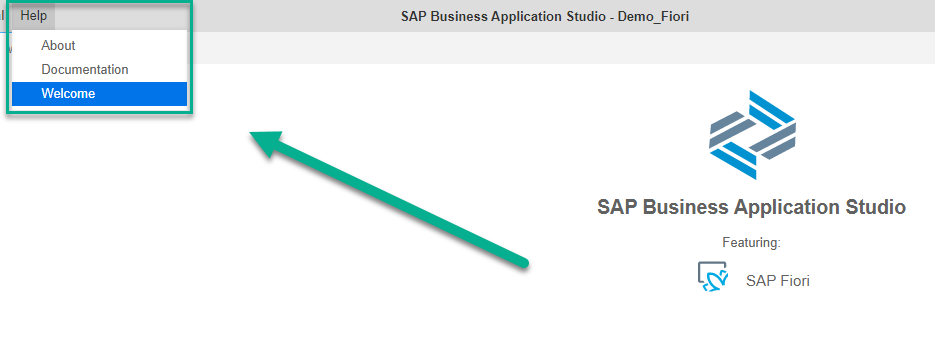 Help
SAP Business Application Studio - Demo_Fiori
About
Documentation
Welcome
SAP Business Application Studio
Featuring:
SAP Fiori